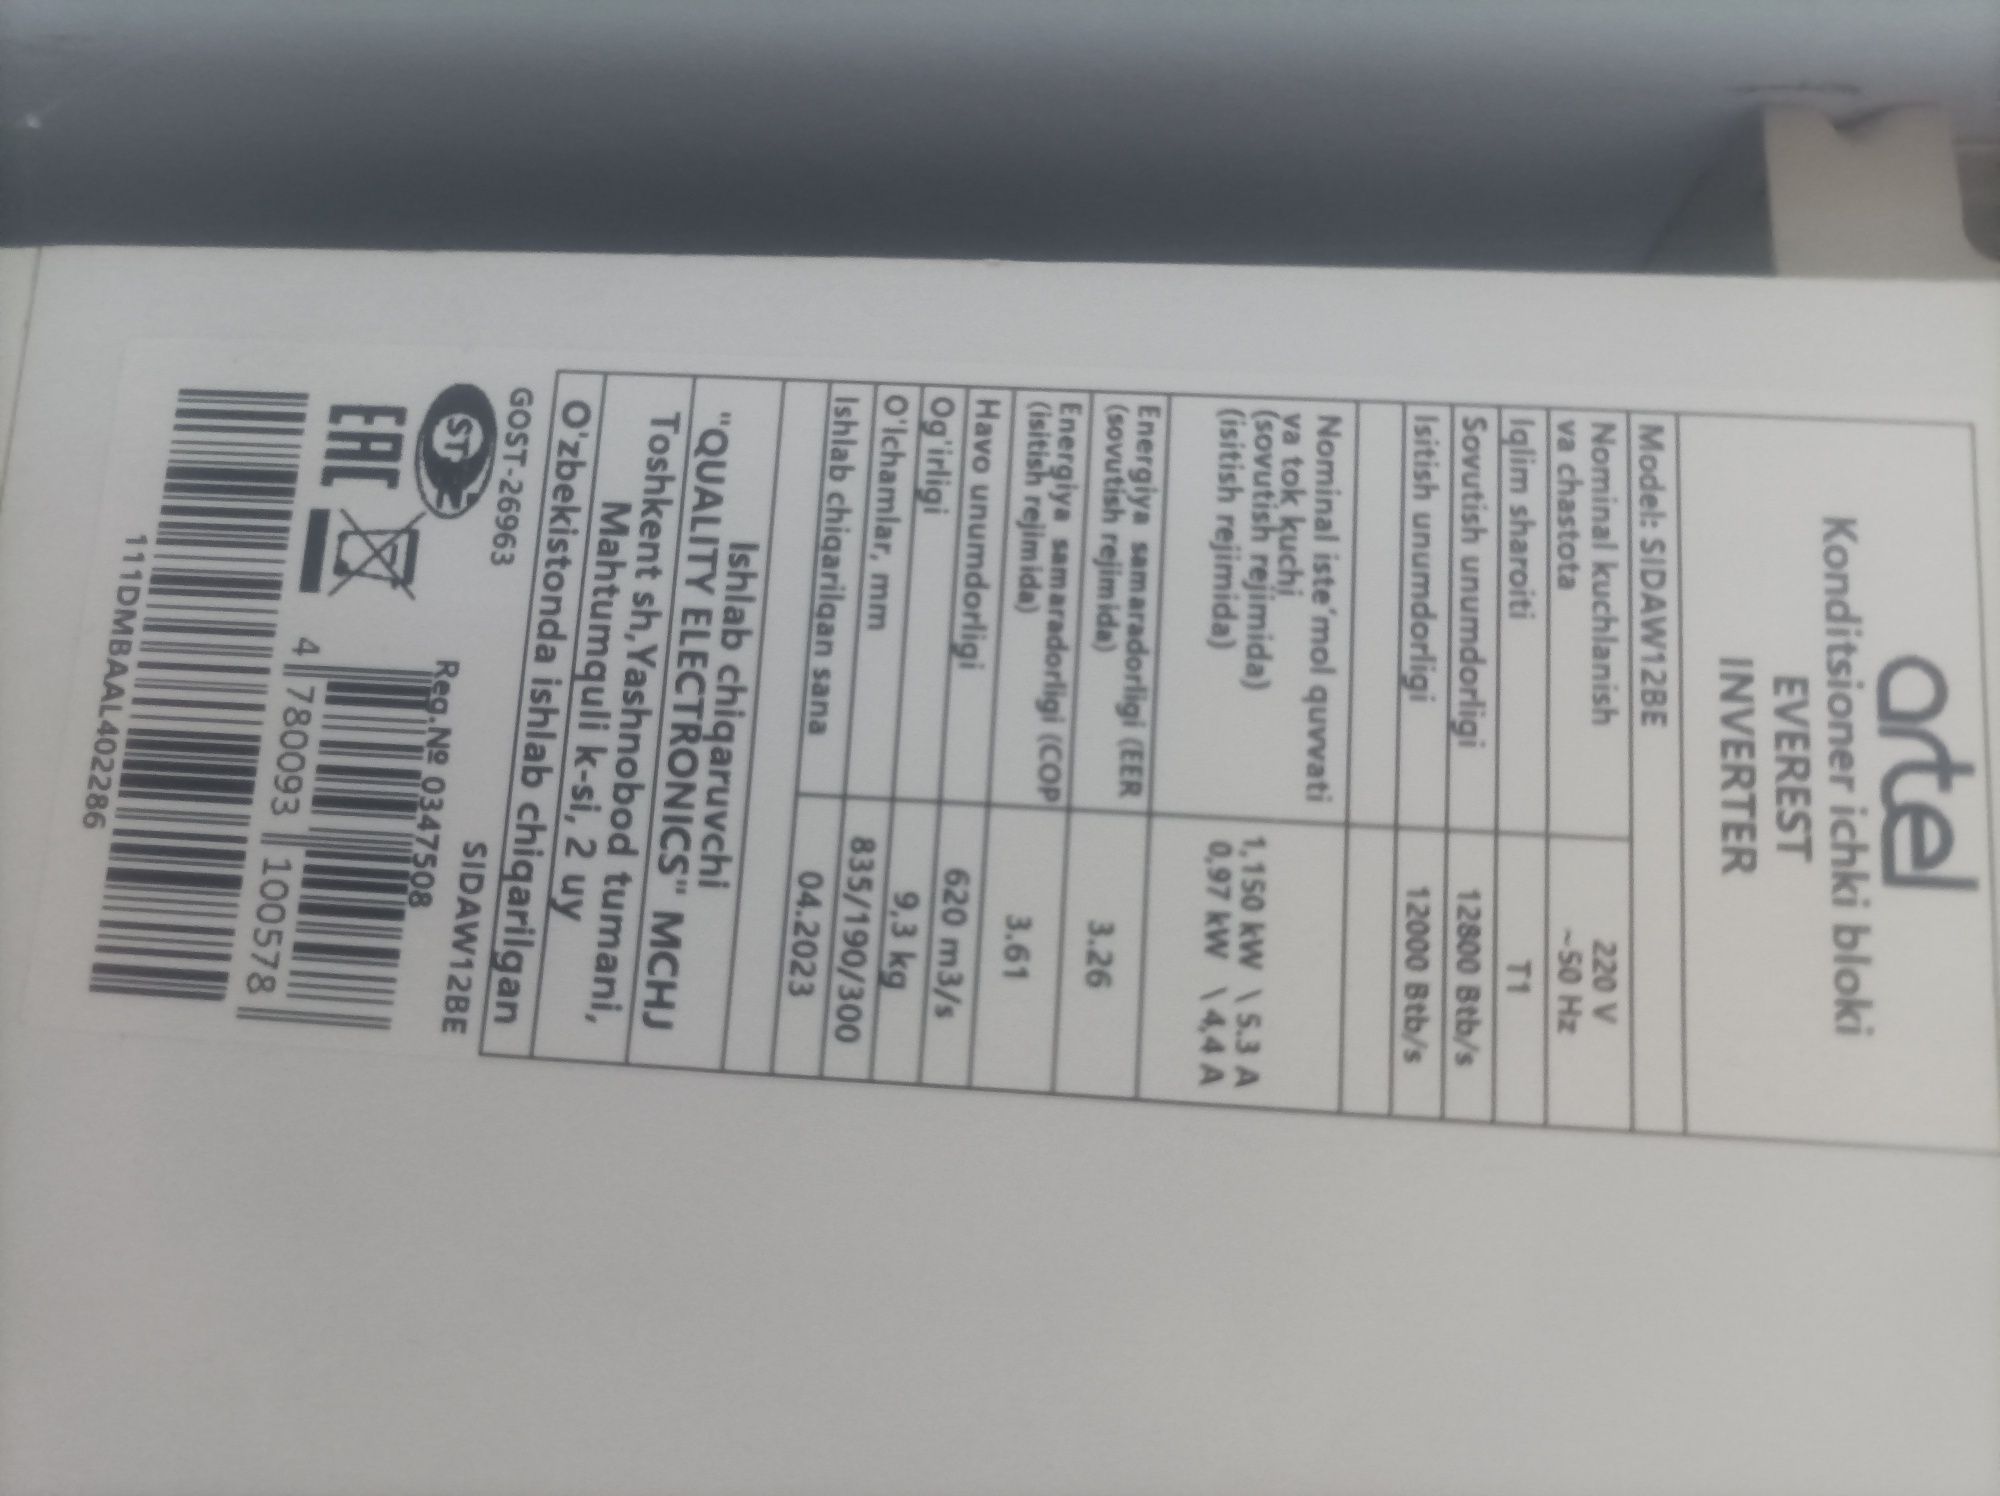 artel
Konditsioner ichki bloki
EVEREST
INVERTER
Model: SIDAW12BE
Nominal kuchlanish 220 V
va chastota ~50 Hz
Iqlim sharoiti T1
Sovutish unumdorligi 12800 Btb/s
Isitish unumdorligi 12000 Btb/s
Nominal iste'mol quvvati
va tok kuchi
(sovutish rejimida) 1,150 kW \ 5.3 A
(isitish rejimida) 0,97 kW \ 4,4 A
Energiya samaradorligi (EER
(sovutish rejimida) 3.26
Energiya samaradorligi (COP
(isitish rejimida) 3.61
Havo unumdorligi 620 m3/s
Og'irligi 9,3 kg
O'lchamlar, mm 835/190/300
Ishlab chiqarilqan sana 04.2023
Ishlab chiqaruvchi
"QUALITY ELECTRONICS" MCHJ
Toshkent sh,Yashnobod tumani,
Mahtumquli k-si, 2 uy
O'zbekistonda ishlab chiqarilgan
GOST-26963
SIDAW12BE
ST
Reg.№ 0347508
EAC
4 780093 100578
111DMBAAL402286